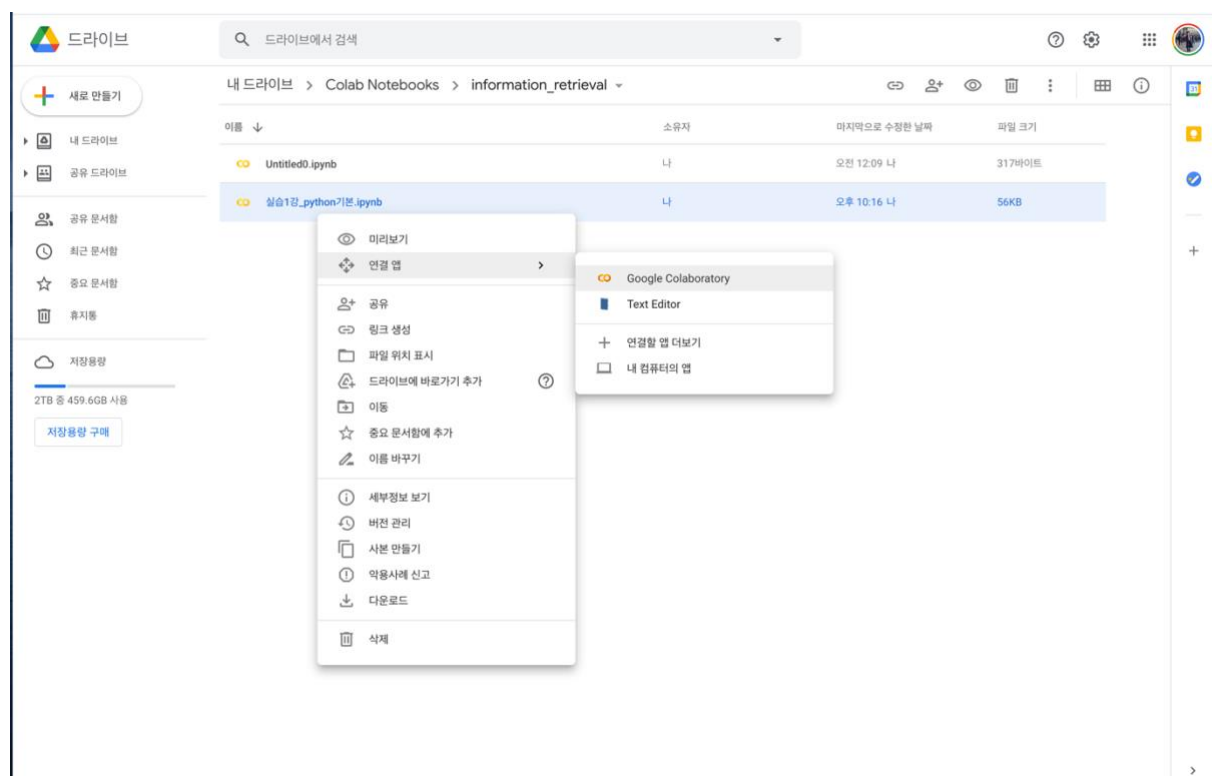 드라이브
드라이브에서 검색
새로 만들기
내 드라이브 > Colab Notebooks > information_retrieval
이름
소유자
마지막으로 수정한 날짜
파일 크기
Untitled0.ipynb
나
오전 12:09 나
317바이트
실습1강_python기본.ipynb
나
오후 10:16 나
56KB
내 드라이브
공유 드라이브
공유 문서함
최근 문서함
중요 문서함
휴지통
저장용량
2TB 중 459.6GB 사용
저장용량 구매
미리보기
연결 앱
공유
링크 생성
파일 위치 표시
드라이브에 바로가기 추가
이동
중요 문서함에 추가
이름 바꾸기
세부정보 보기
버전 관리
사본 만들기
악용사례 신고
다운로드
삭제
Google Colaboratory
Text Editor
연결할 앱 더보기
내 컴퓨터의 앱
31